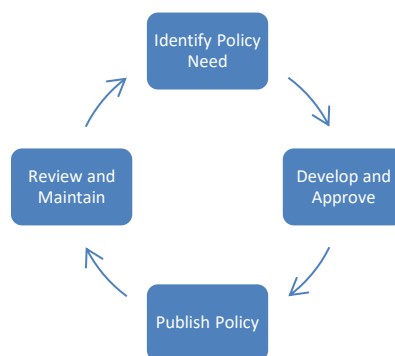 Identify Policy
Need
Develop and
Approve
Publish Policy
Review and
Maintain